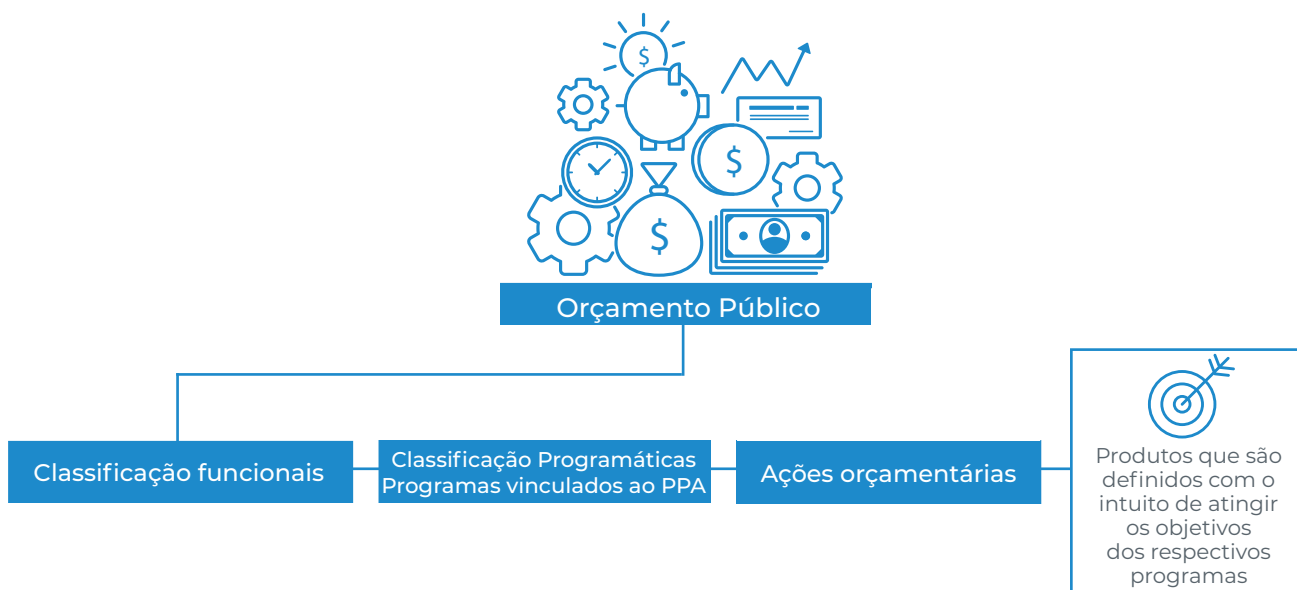 $
$
$
Orçamento Público
Classificação funcionais
Classificação Programáticas
Programas vinculados ao PPA
Ações orçamentárias
Produtos que são
definidos com o
intuito de atingir
os objetivos
dos respectivos
programas